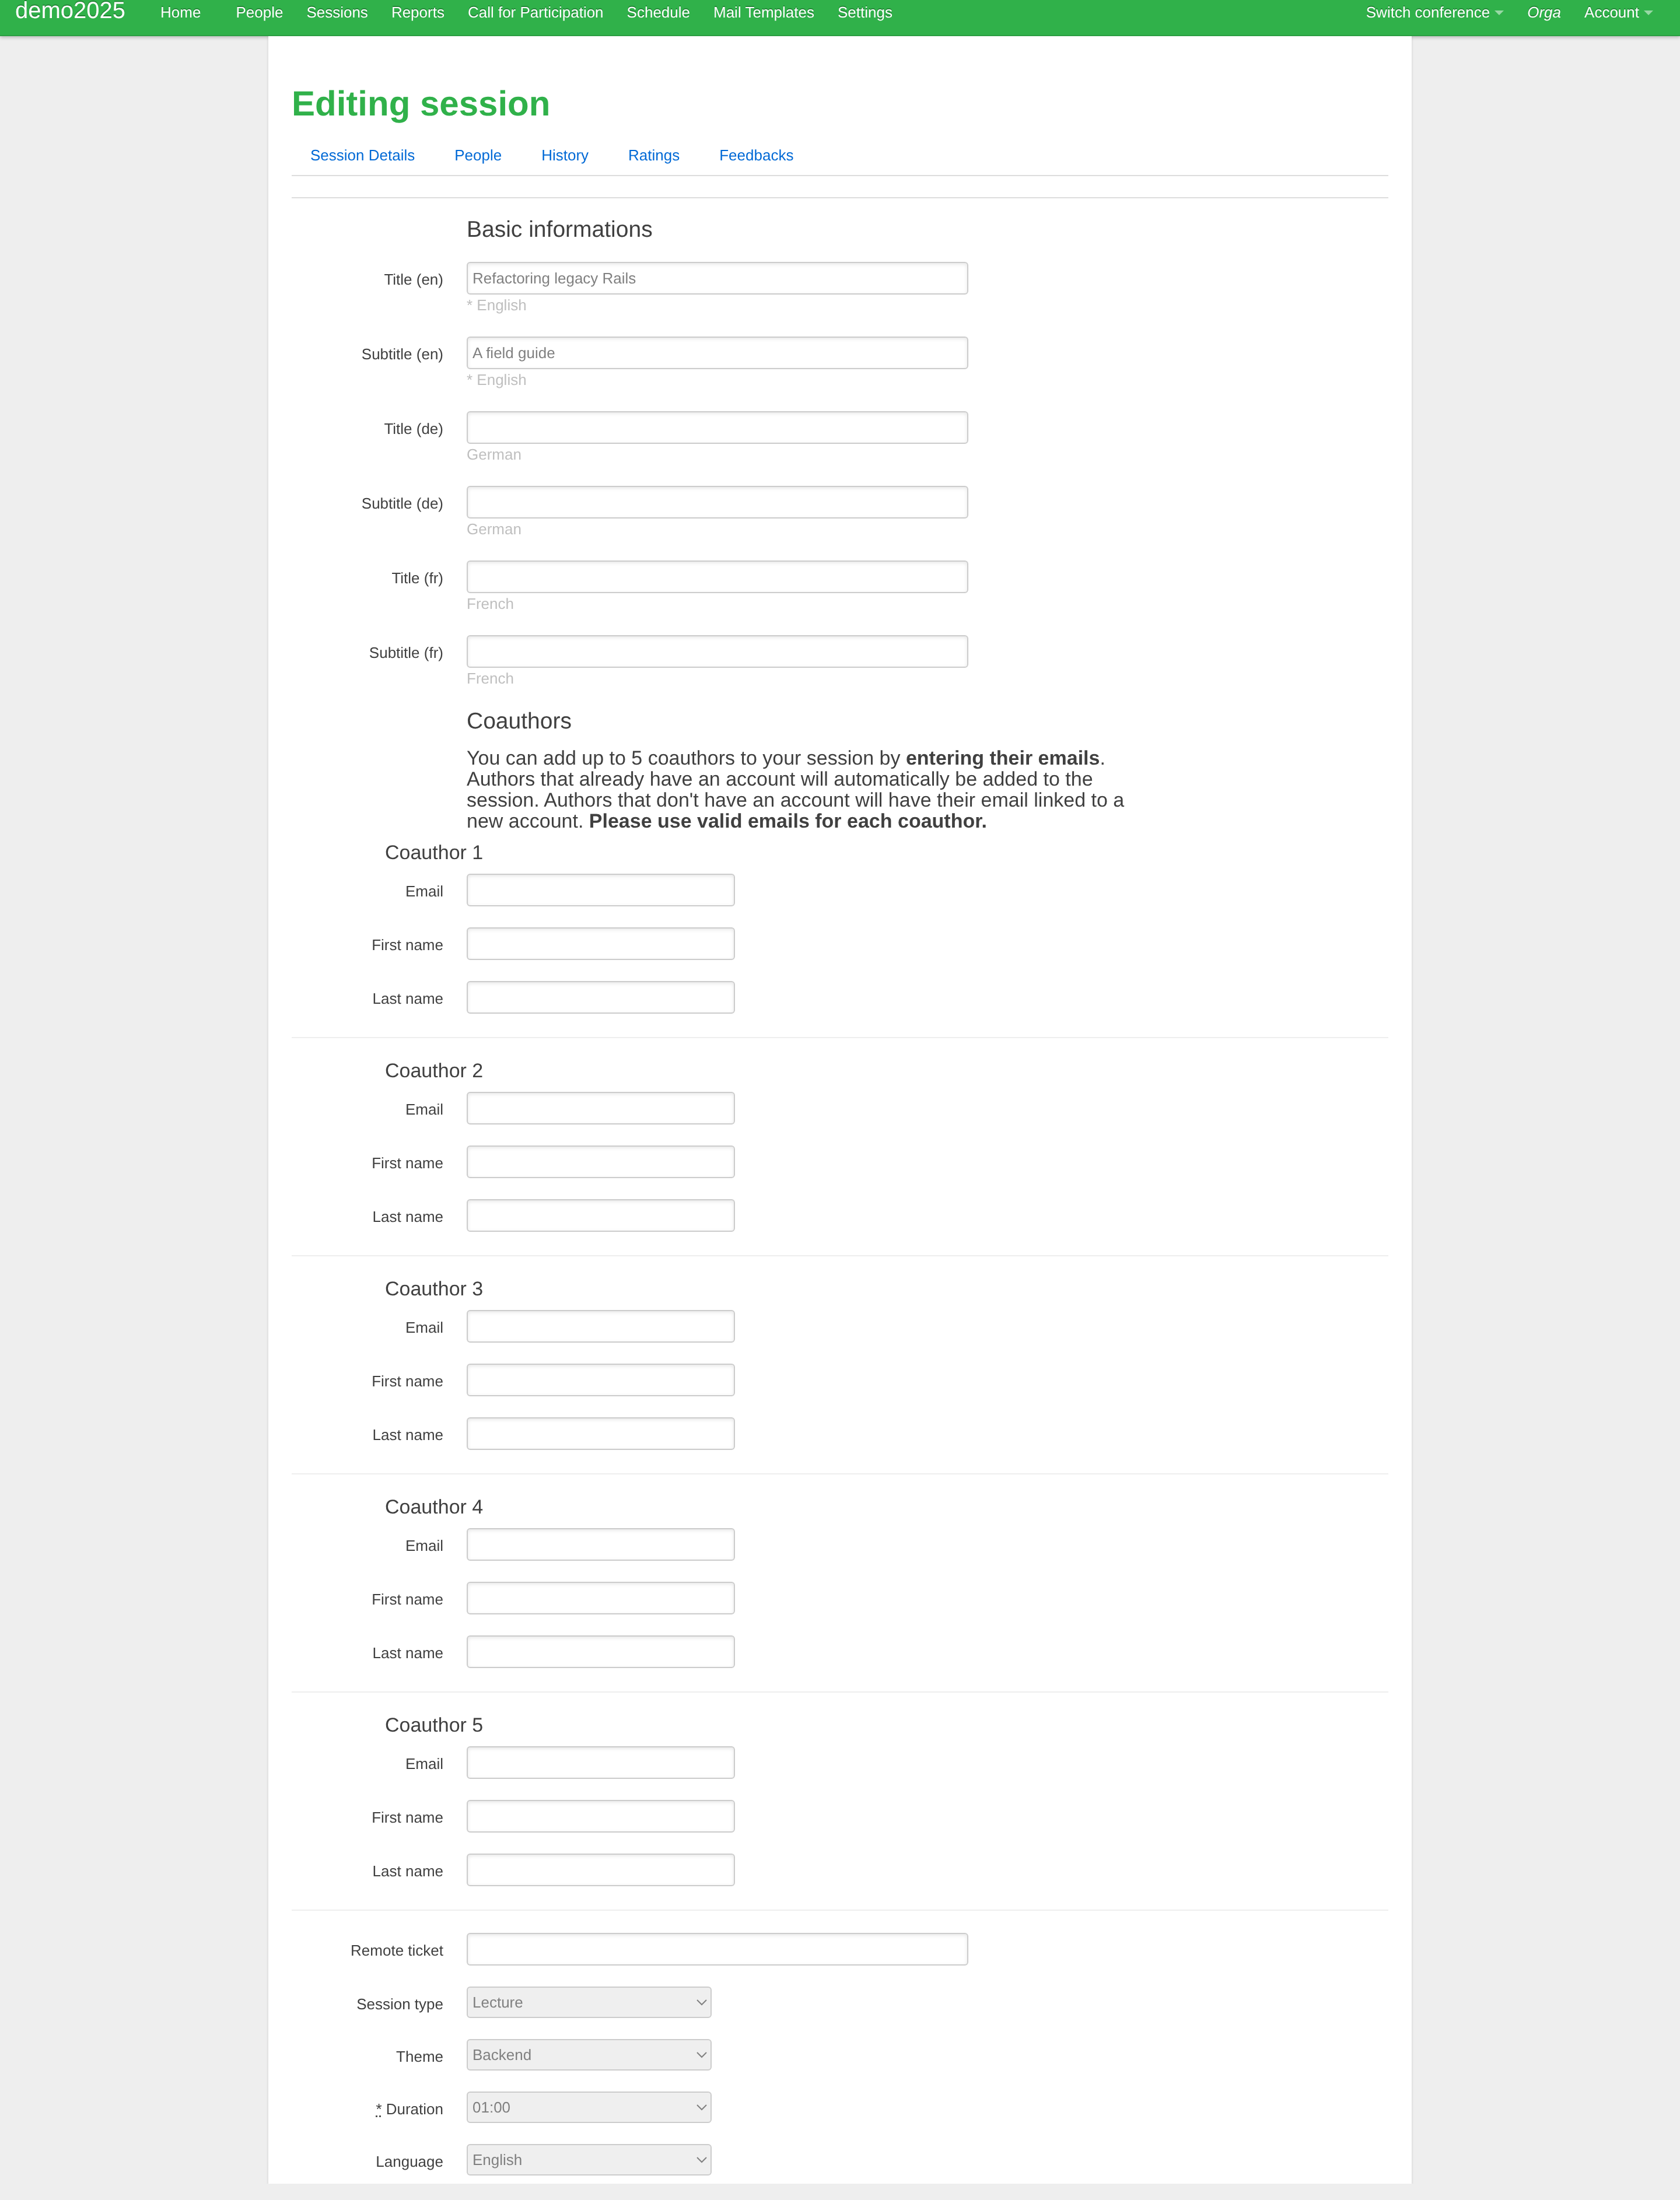 demo2025 Home People Sessions Reports Call for Participation Schedule Mail Templates Settings Switch conference Orga Account
Editing session
Session Details People History Ratings Feedbacks
Basic informations
Title (en) Refactoring legacy Rails
* English
Subtitle (en) A field guide
* English
Title (de)
German
Subtitle (de)
German
Title (fr)
French
Subtitle (fr)
French
Coauthors
You can add up to 5 coauthors to your session by entering their emails.
Authors that already have an account will automatically be added to the
session. Authors that don't have an account will have their email linked to a
new account. Please use valid emails for each coauthor.
Coauthor 1
Email
First name
Last name
Coauthor 2
Email
First name
Last name
Coauthor 3
Email
First name
Last name
Coauthor 4
Email
First name
Last name
Coauthor 5
Email
First name
Last name
Remote ticket
Session type Lecture
Theme Backend
* Duration 01:00
Language English